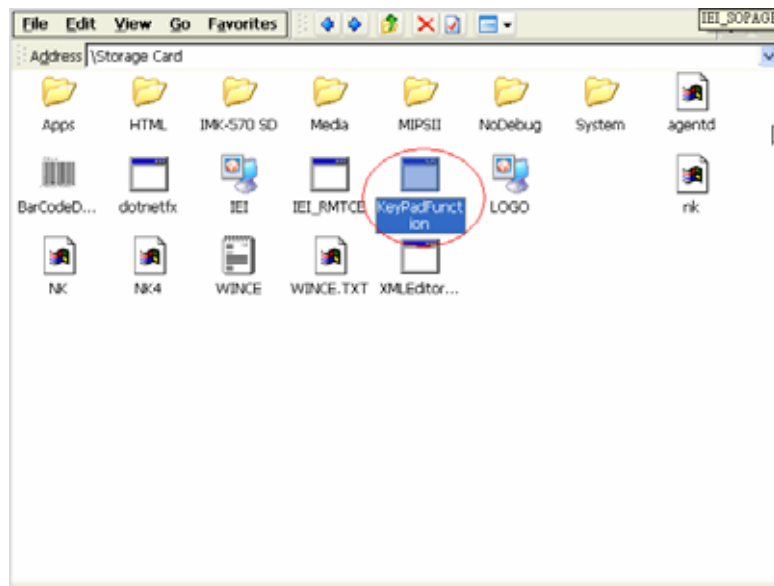 File Edit View Go Favorites
IEI_SOPAGE
Address \Storage Card
Apps HTML IMK-570 SD Media MIPSII NoDebug System agentd
BarCodeD... dotnetfx IEI IEI_RMTCE KeyPadFunct
ion LOGO nk
NK NK4 WINCE WINCE.TXT XMLEditor...